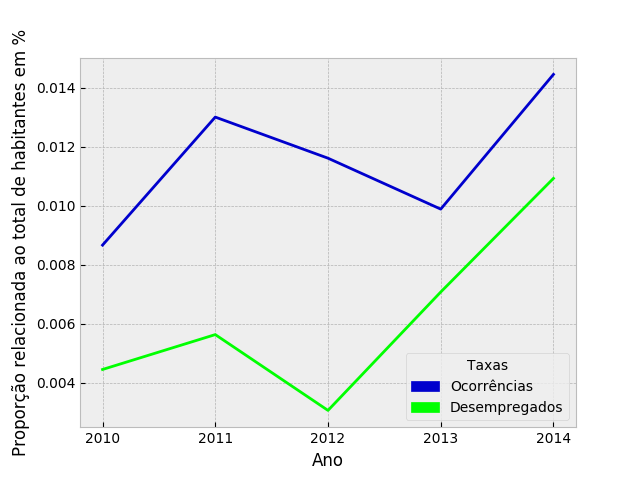 Proporção relacionada ao total de habitantes em %
0.014
0.012
0.010
0.008
0.006
0.004
Taxas
Ocorrências
Desempregados
2010 2011 2012 2013 2014
Ano